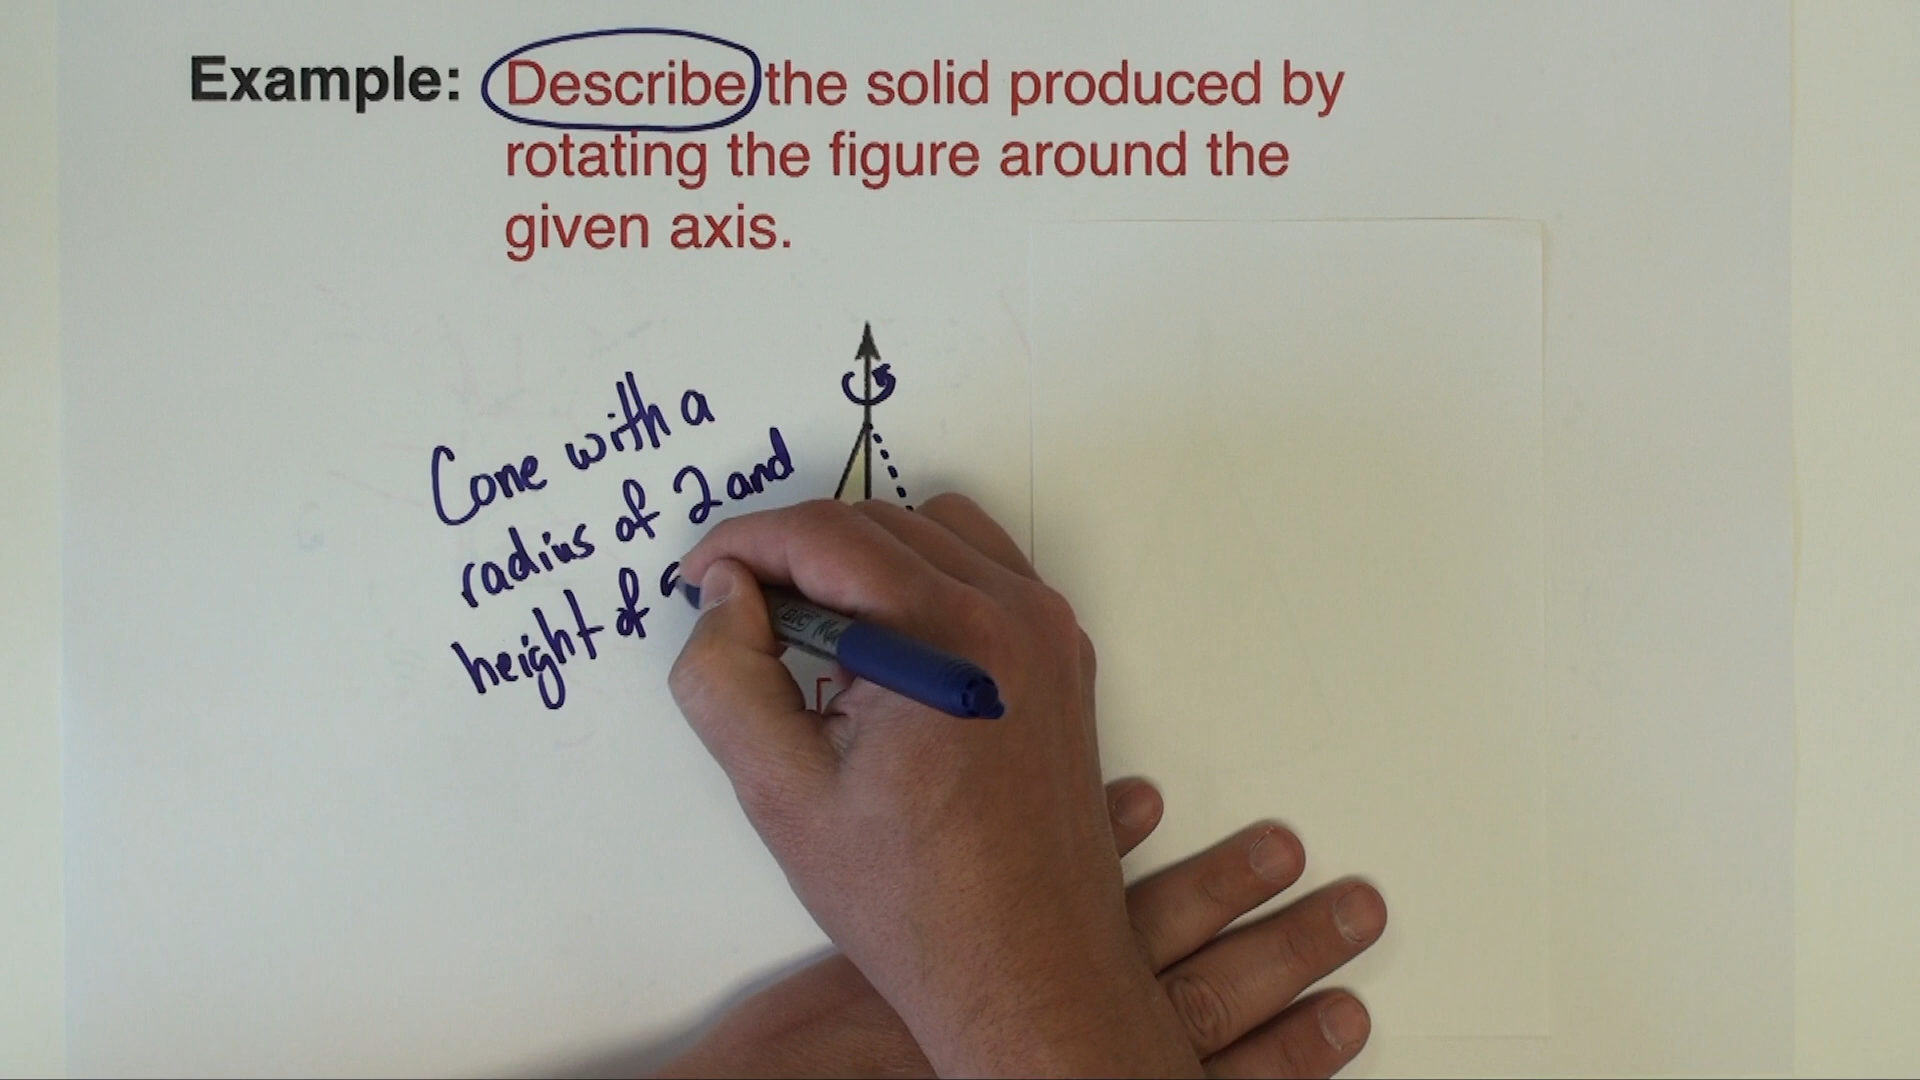 Example: Describe the solid produced by
rotating the figure around the
given axis.
Cone with a
radius of 2 and
height of
BIC
r